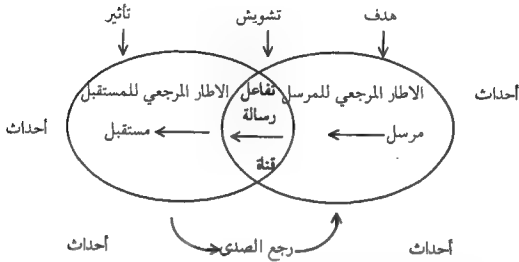 هدف تشويش تأثير
الاطار المرجعي للمرسل تفاعل الاطار المرجعي للمستقبل
أحداث
رسالة
مرسل مستقبل أحداث
قناة
أحداث رجع الصدى أحداث